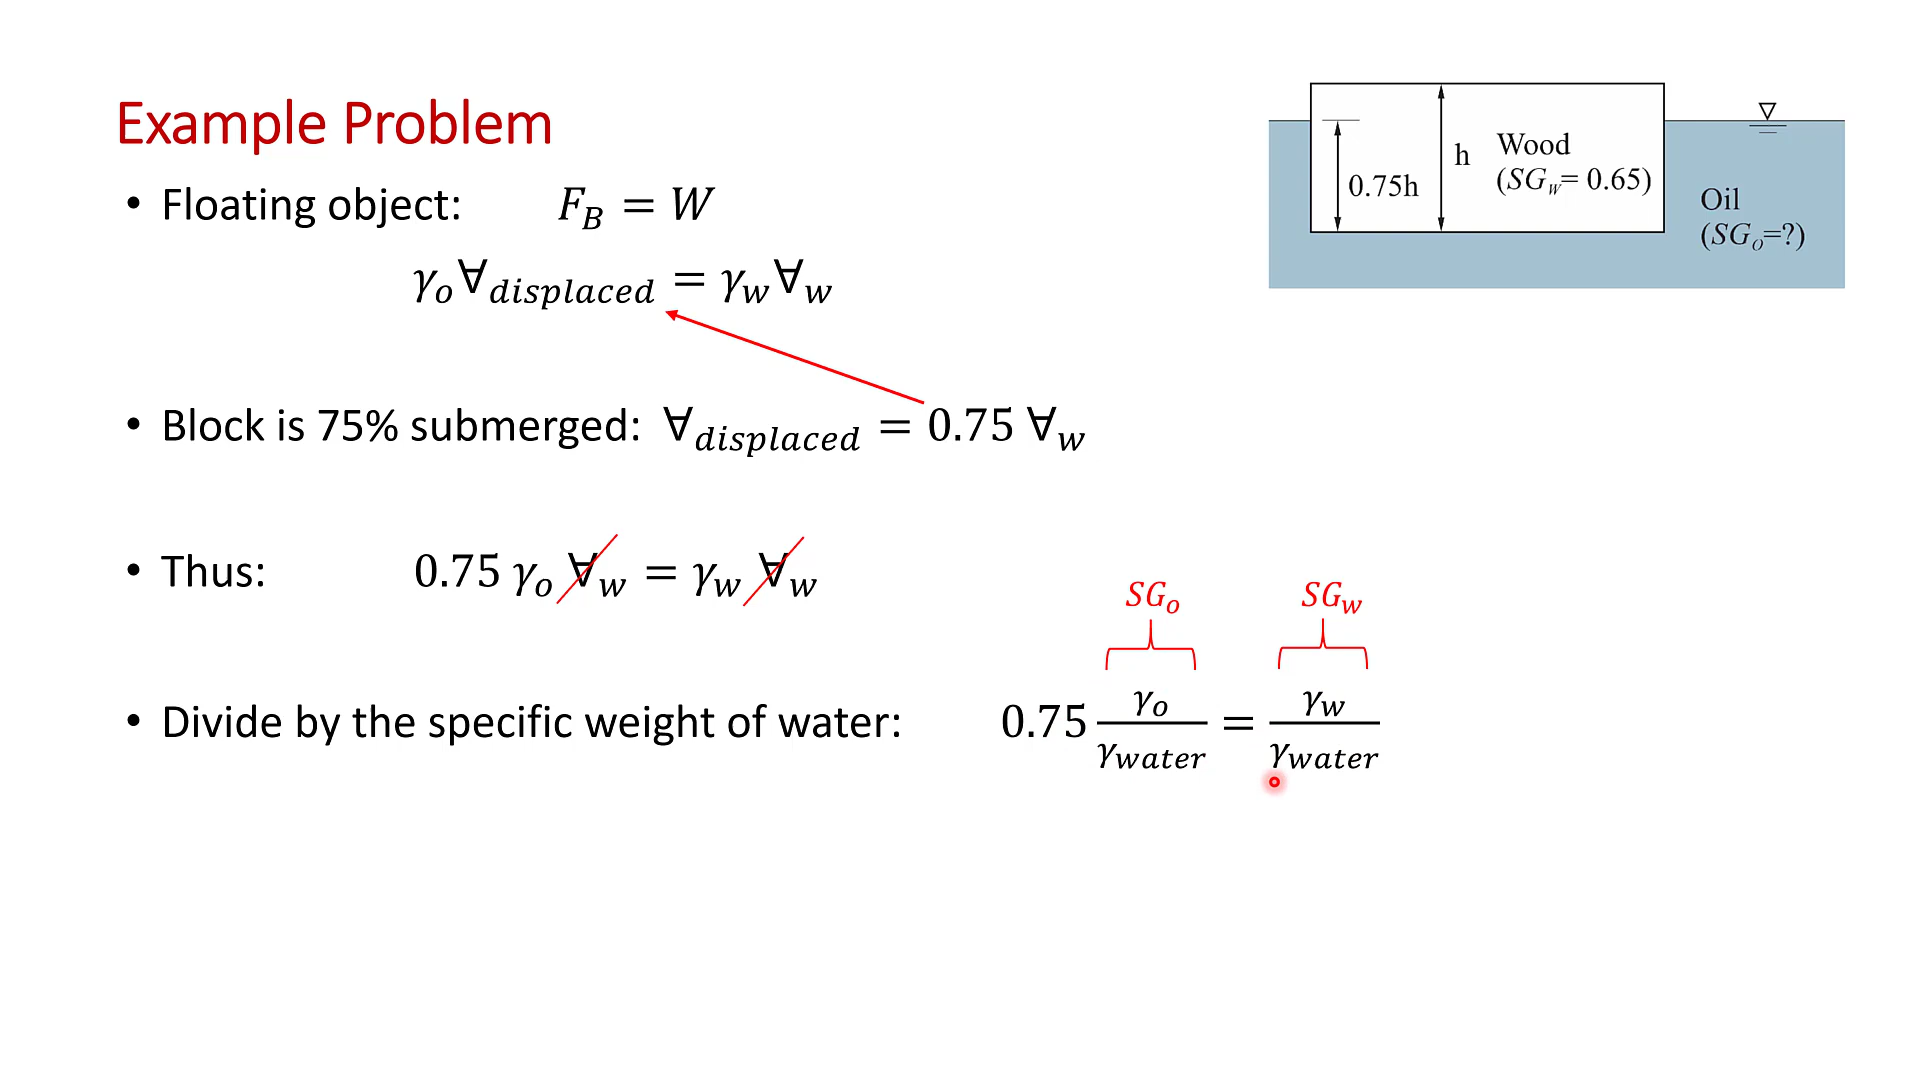 Example Problem
• Floating object: F_B = W
γ_o ∀_displaced = γ_w ∀_w
• Block is 75% submerged: ∀_displaced = 0.75 ∀_w
• Thus: 0.75 γ_o ∀_w = γ_w ∀_w
SG_o SG_w
• Divide by the specific weight of water: 0.75 γ_o/γ_water = γ_w/γ_water
0.75h
h
Wood
(SG_w= 0.65)
Oil
(SG_o=?)